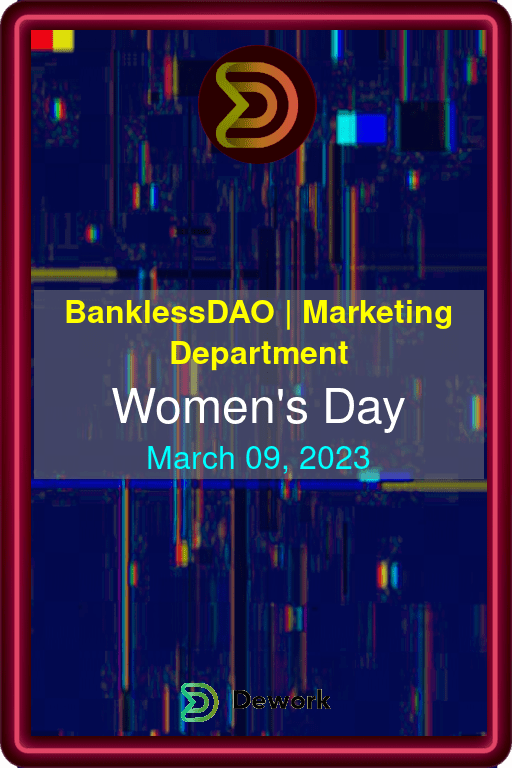 BanklessDAO | Marketing
Department
Women's Day
March 09, 2023
Dework